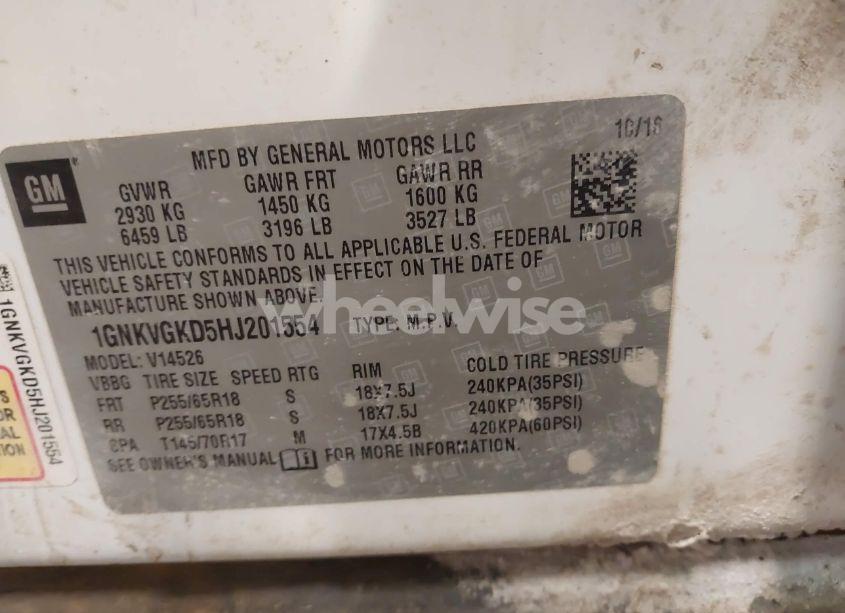 10/16
MFD BY GENERAL MOTORS LLC
GM
GVWR GAWR FRT GAWR RR
2930 KG 1450 KG 1600 KG
6459 LB 3196 LB 3527 LB
THIS VEHICLE CONFORMS TO ALL APPLICABLE U.S. FEDERAL MOTOR
VEHICLE SAFETY STANDARDS IN EFFECT ON THE DATE OF
MANUFACTURE SHOWN ABOVE.
1GNKVGKD5HJ201554 TYPE: M.P.V.
MODEL: V14526
VBBG TIRE SIZE SPEED RTG RIM COLD TIRE PRESSURE
FRT P255/65R18 S 18X7.5J 240KPA(35PSI)
RR P255/65R18 S 18X7.5J 240KPA(35PSI)
SPA T145/70R17 M 17X4.5B 420KPA(60PSI)
SEE OWNER'S MANUAL FOR MORE INFORMATION.
1GNKVGKD5HJ201554
wheelwise